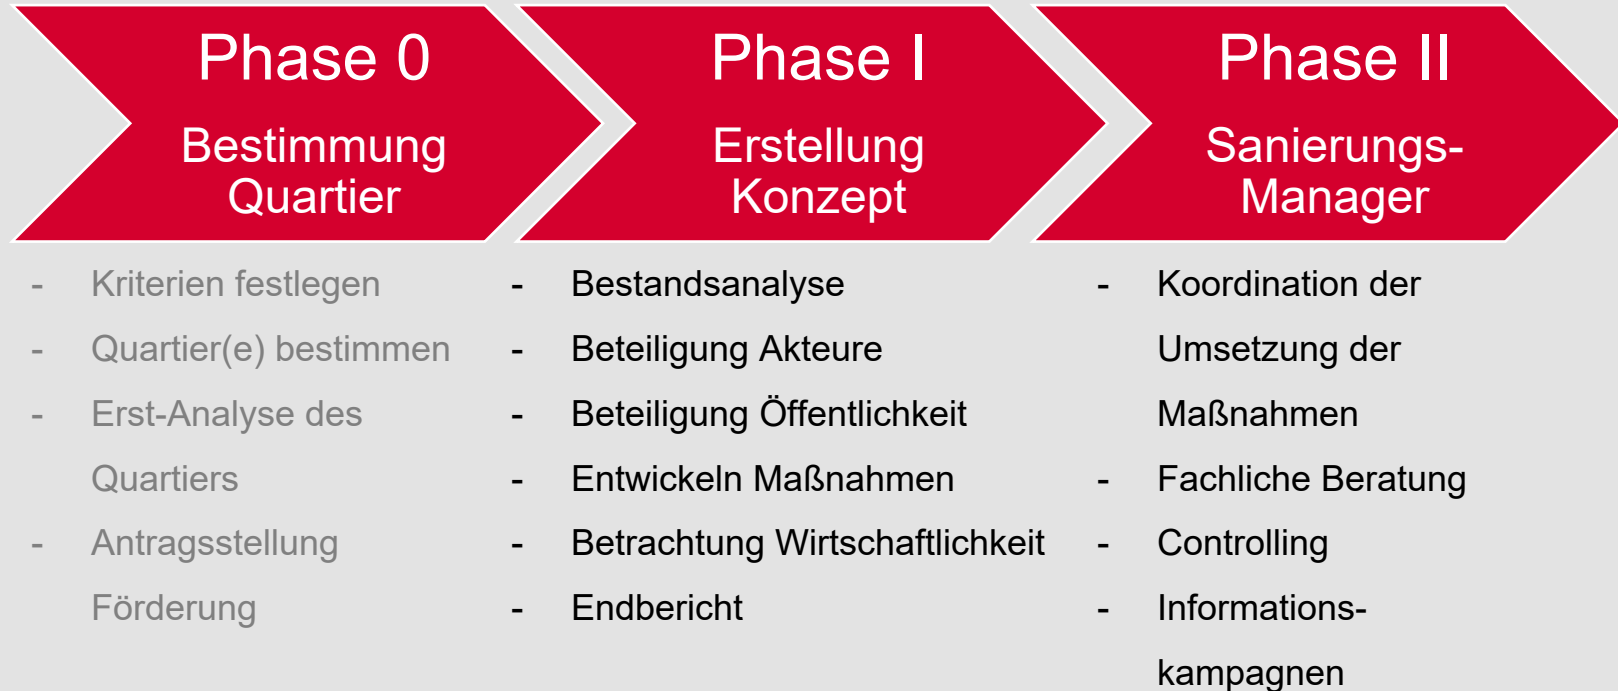 Phase 0
Bestimmung
Quartier
- Kriterien festlegen
- Quartier(e) bestimmen
- Erst-Analyse des
Quartiers
- Antragsstellung
Förderung
Phase I
Erstellung
Konzept
- Bestandsanalyse
- Beteiligung Akteure
- Beteiligung Öffentlichkeit
- Entwickeln Maßnahmen
- Betrachtung Wirtschaftlichkeit
- Endbericht
Phase II
Sanierungs-
Manager
- Koordination der
Umsetzung der
Maßnahmen
- Fachliche Beratung
- Controlling
- Informations-
kampagnen